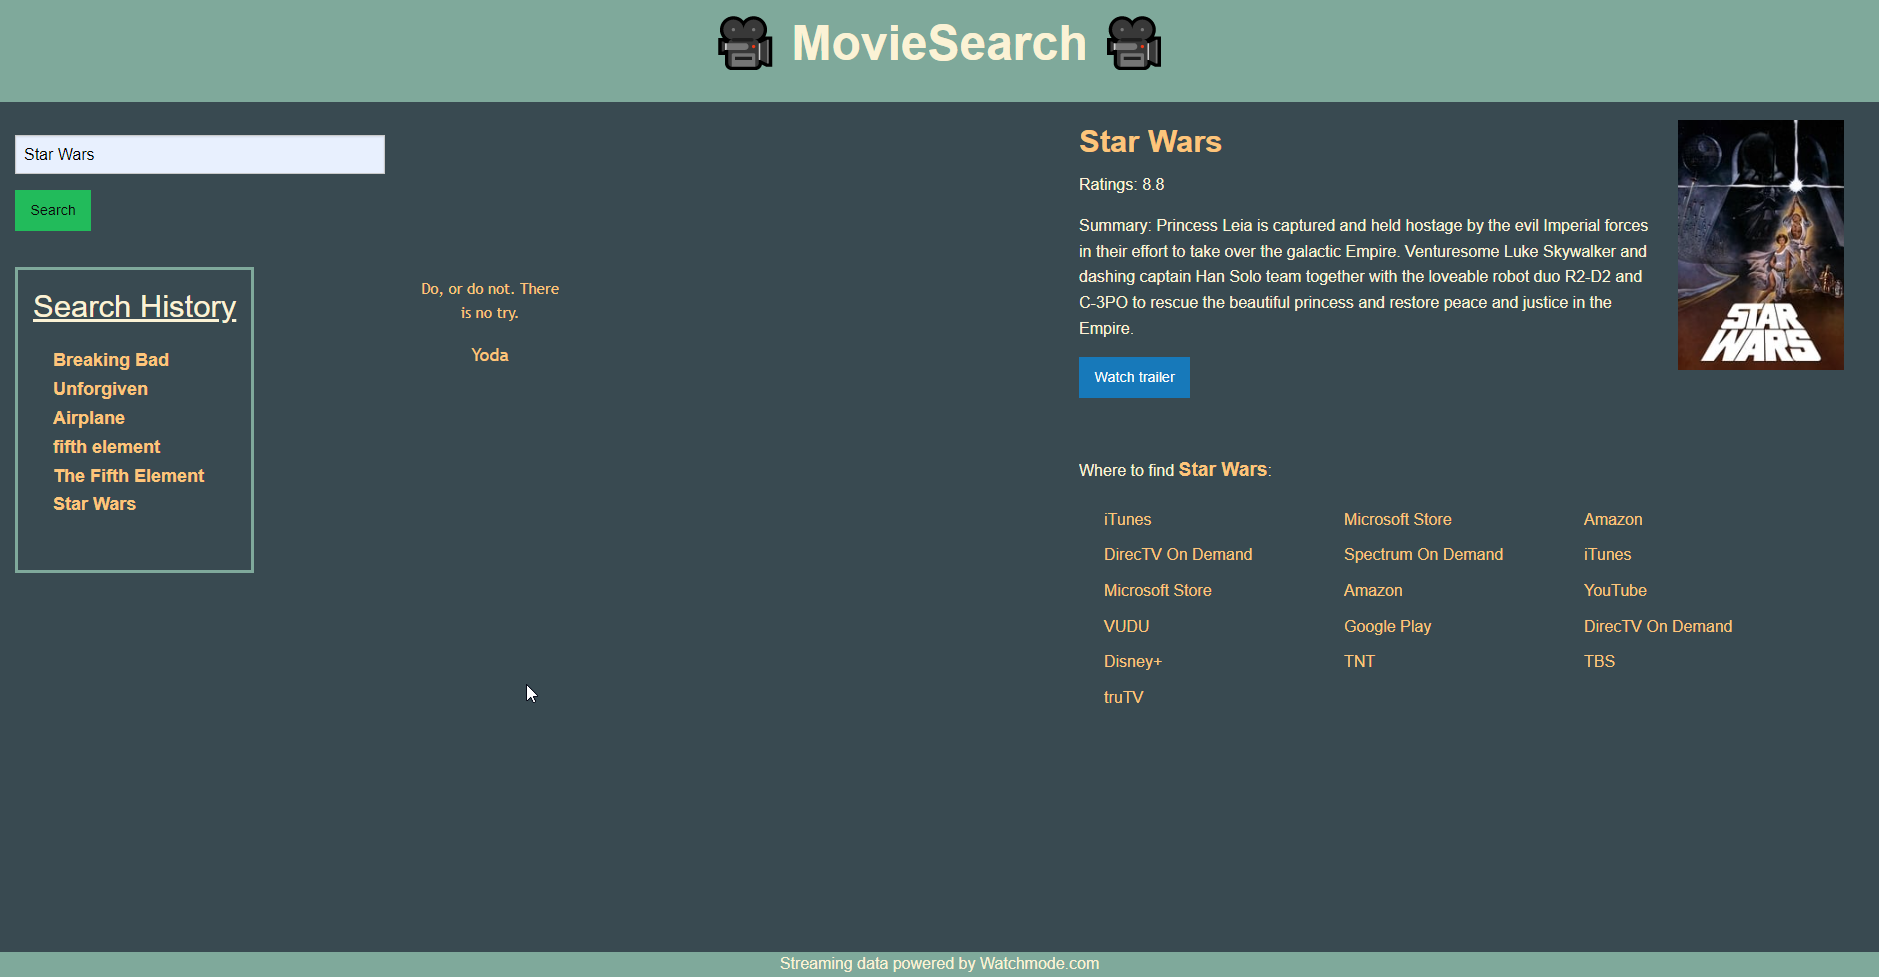 MovieSearch
Star Wars
Search
Search History
Breaking Bad
Unforgiven
Airplane
fifth element
The Fifth Element
Star Wars
Do, or do not. There
is no try.
Yoda
Star Wars
Ratings: 8.8
Summary: Princess Leia is captured and held hostage by the evil Imperial forces
in their effort to take over the galactic Empire. Venturesome Luke Skywalker and
dashing captain Han Solo team together with the loveable robot duo R2-D2 and
C-3PO to rescue the beautiful princess and restore peace and justice in the
Empire.
Watch trailer
STAR
WARS
Where to find Star Wars:
iTunes
Microsoft Store
Amazon
DirecTV On Demand
Spectrum On Demand
iTunes
Microsoft Store
Amazon
YouTube
VUDU
Google Play
DirecTV On Demand
Disney+
TNT
TBS
truTV
Streaming data powered by Watchmode.com